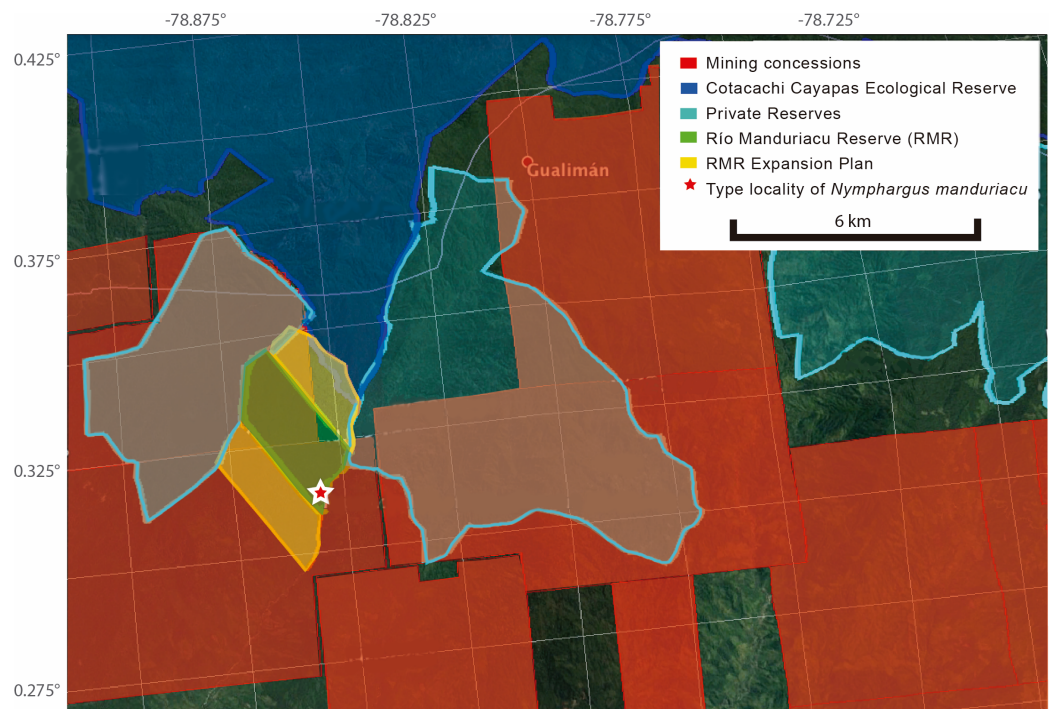 -78.875 -78.825 -78.775 -78.725
0.425°
0.375°
0.325°
0.275°
Mining concessions
Cotacachi Cayapas Ecological Reserve
Private Reserves
Río Manduriacu Reserve (RMR)
RMR Expansion Plan
Type locality of Nymphargus manduriacu
6 km
Gualimán